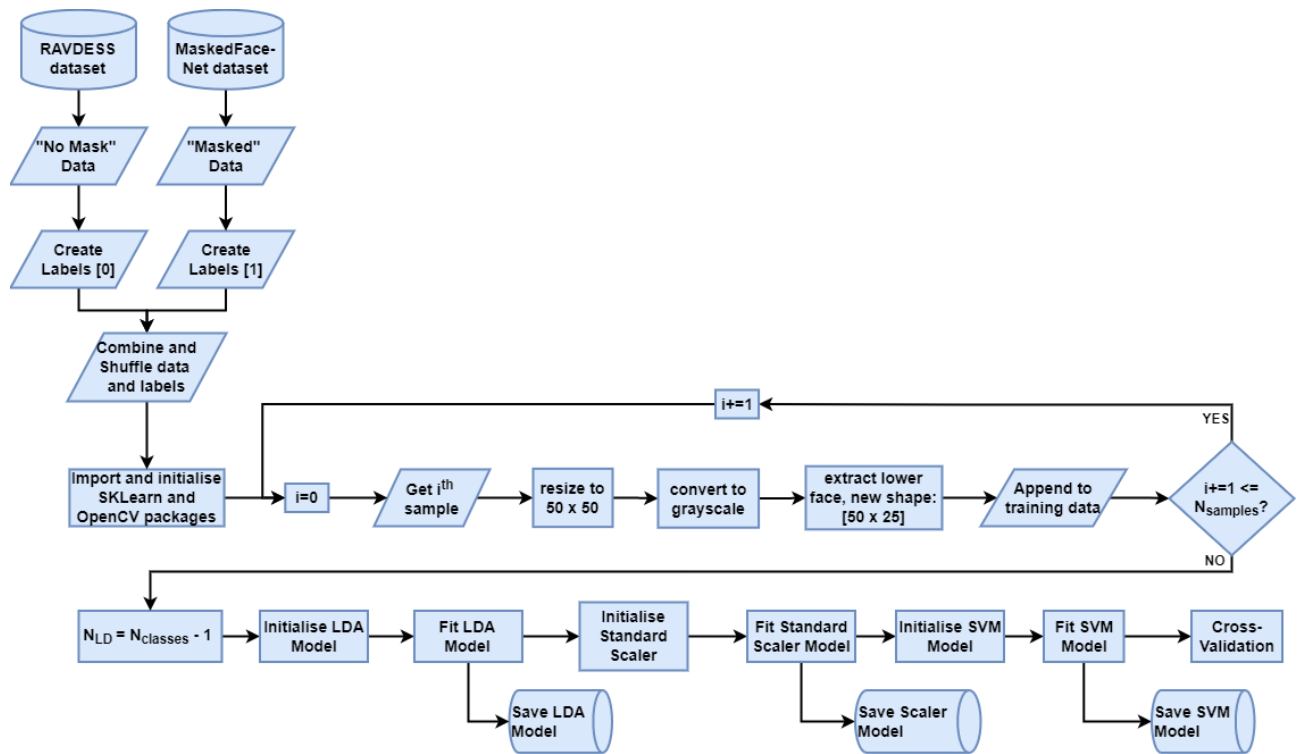 RAVDESS
dataset
MaskedFace-
Net dataset
"No Mask"
Data
"Masked"
Data
Create
Labels [0]
Create
Labels [1]
Combine and
Shuffle data
and labels
Import and initialise
SKLearn and
OpenCV packages
i=0
Get ith
sample
resize to
50 x 50
convert to
grayscale
extract lower
face, new shape:
[50 x 25]
Append to
training data
i+=1 <=
Nsamples?
YES
i+=1
NO
NLD = Nclasses - 1
Initialise LDA
Model
Fit LDA
Model
Initialise
Standard
Scaler
Fit Standard
Scaler Model
Initialise SVM
Model
Fit SVM
Model
Cross-
Validation
Save LDA
Model
Save Scaler
Model
Save SVM
Model